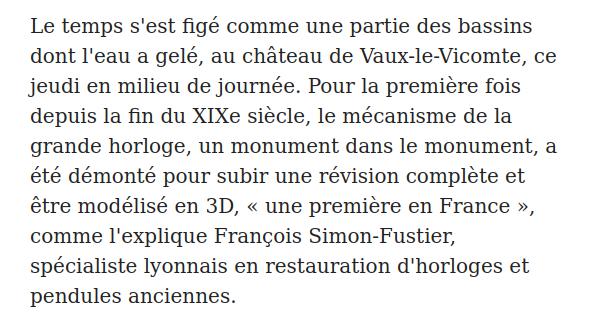 Le temps s'est figé comme une partie des bassins
dont l'eau a gelé, au château de Vaux-le-Vicomte, ce
jeudi en milieu de journée. Pour la première fois
depuis la fin du XIXe siècle, le mécanisme de la
grande horloge, un monument dans le monument, a
été démonté pour subir une révision complète et
être modélisé en 3D, « une première en France »,
comme l'explique François Simon-Fustier,
spécialiste lyonnais en restauration d'horloges et
pendules anciennes.